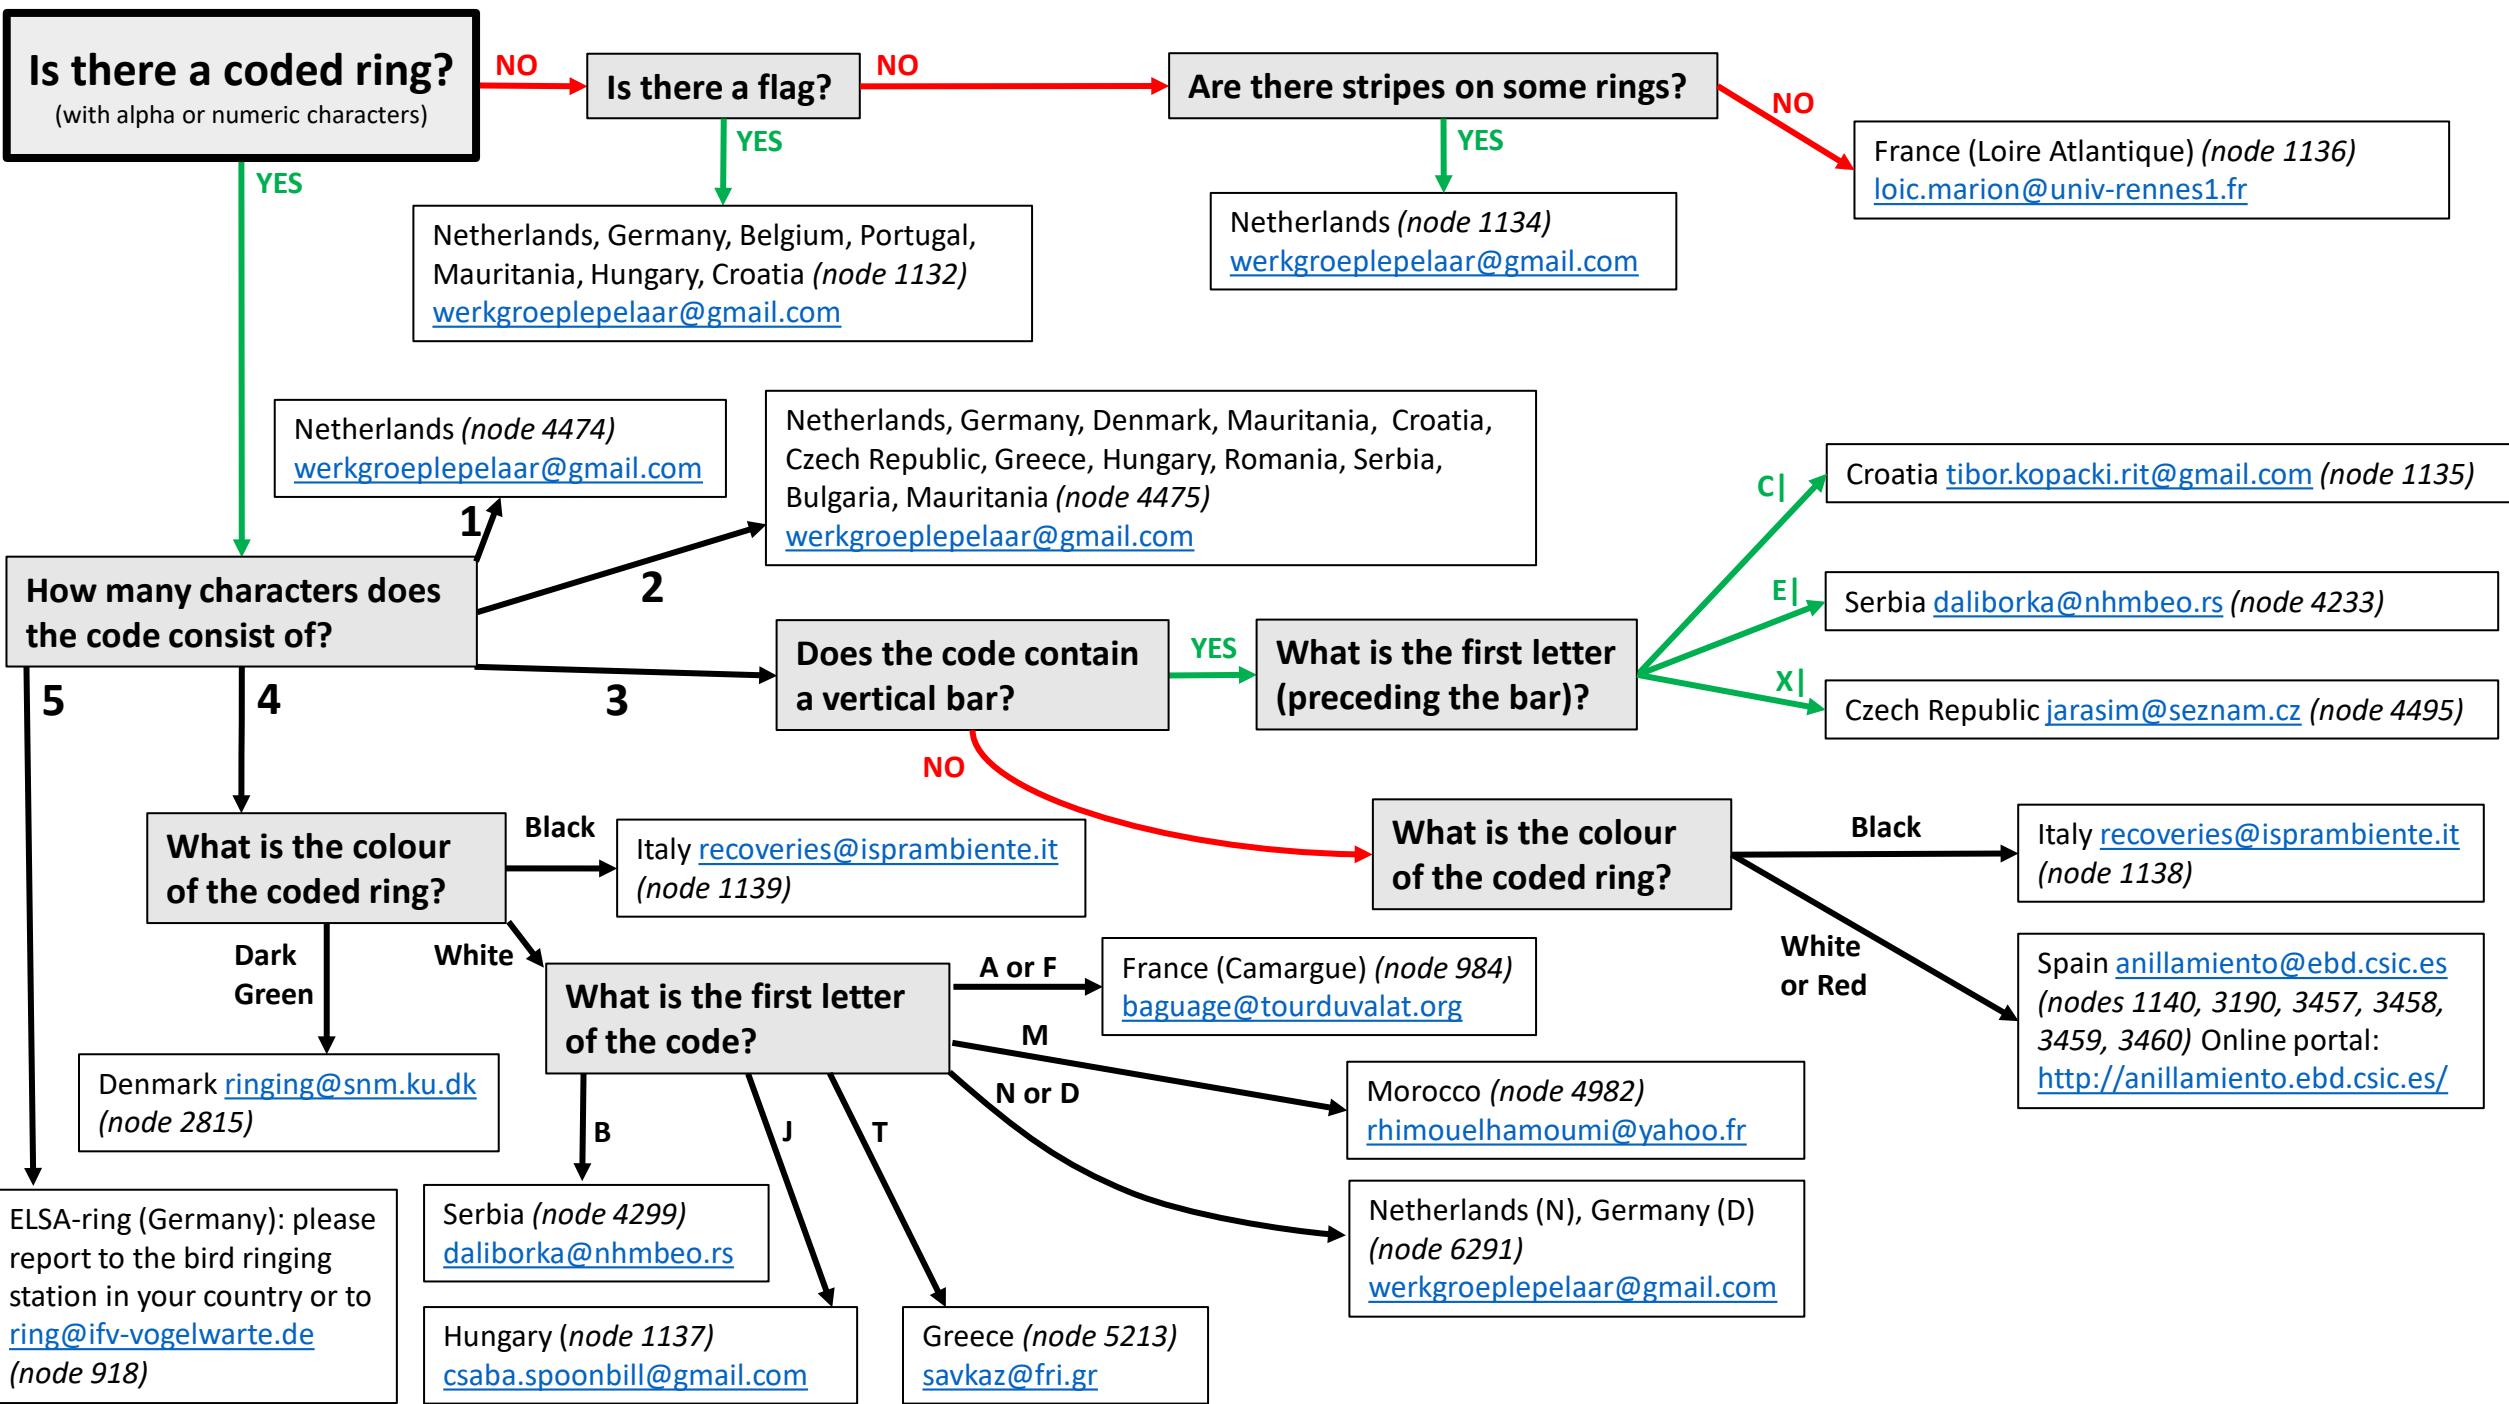 Is there a coded ring?
(with alpha or numeric characters)
NO
Is there a flag?
NO
Are there stripes on some rings?
NO
YES
YES
YES
France (Loire Atlantique) (node 1136)
loic.marion@univ-rennes1.fr
Netherlands, Germany, Belgium, Portugal,
Mauritania, Hungary, Croatia (node 1132)
werkgroeplepelaar@gmail.com
Netherlands (node 1134)
werkgroeplepelaar@gmail.com
Netherlands (node 4474)
werkgroeplepelaar@gmail.com
Netherlands, Germany, Denmark, Mauritania, Croatia,
Czech Republic, Greece, Hungary, Romania, Serbia,
Bulgaria, Mauritania (node 4475)
werkgroeplepelaar@gmail.com
1
2
How many characters does
the code consist of?
5
4
3
Does the code contain
a vertical bar?
YES
What is the first letter
(preceding the bar)?
C|
Croatia tibor.kopacki.rit@gmail.com (node 1135)
E|
Serbia daliborka@nhmbeo.rs (node 4233)
X|
Czech Republic jarasim@seznam.cz (node 4495)
NO
What is the colour
of the coded ring?
Black
Italy recoveries@isprambiente.it
(node 1139)
What is the colour
of the coded ring?
Black
Italy recoveries@isprambiente.it
(node 1138)
White
or Red
Spain anillamiento@ebd.csic.es
(nodes 1140, 3190, 3457, 3458,
3459, 3460) Online portal:
http://anillamiento.ebd.csic.es/
Dark
Green
White
What is the first letter
of the code?
A or F
France (Camargue) (node 984)
baguage@tourduvalat.org
M
Morocco (node 4982)
rhimouelhamoumi@yahoo.fr
N or D
Netherlands (N), Germany (D)
(node 6291)
werkgroeplepelaar@gmail.com
Denmark ringing@snm.ku.dk
(node 2815)
B
J
T
ELSA-ring (Germany): please
report to the bird ringing
station in your country or to
ring@ifv-vogelwarte.de
(node 918)
Serbia (node 4299)
daliborka@nhmbeo.rs
Hungary (node 1137)
csaba.spoonbill@gmail.com
Greece (node 5213)
savkaz@fri.gr